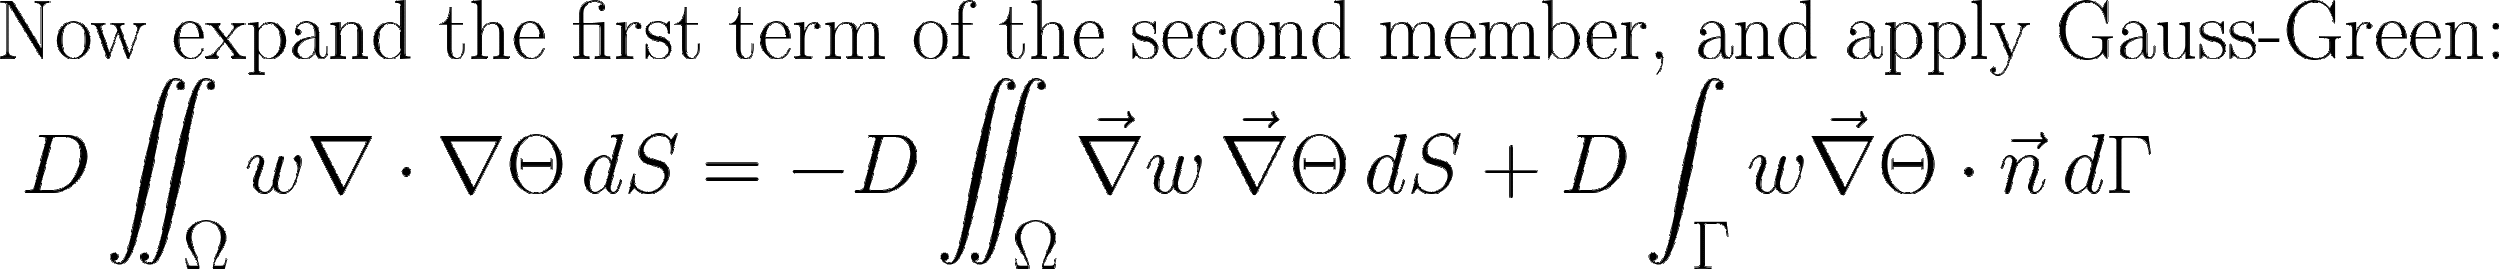 Now expand the first term of the second member, and apply Gauss-Green:
D ∬_Ω w∇ · ∇Θ dS = −D ∬_Ω ∇⃗w ∇⃗Θ dS + D ∫_Γ w∇⃗Θ · n⃗ dΓ